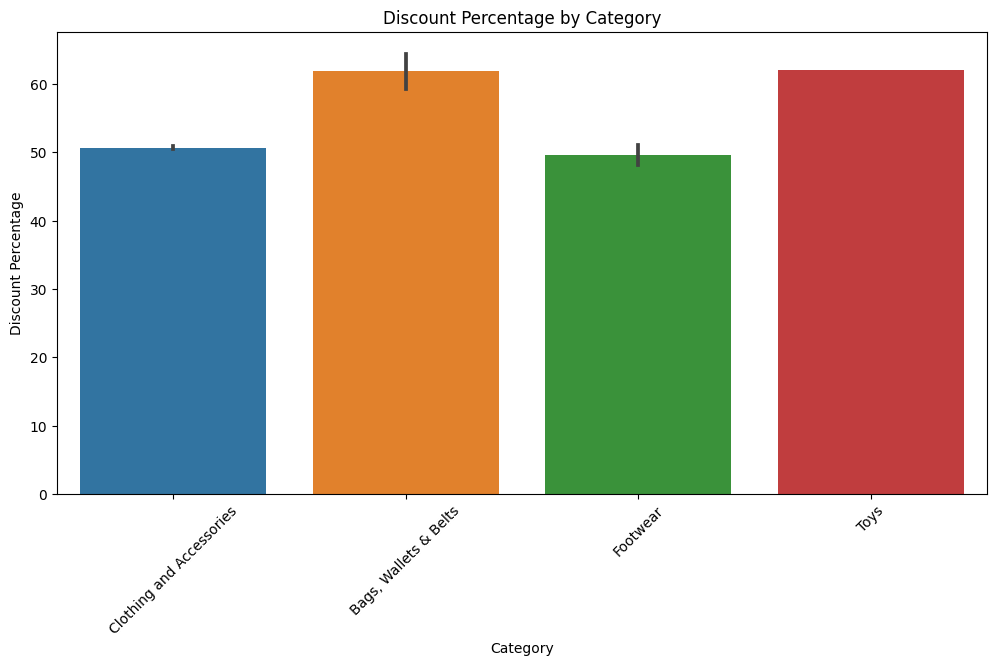 Discount Percentage by Category
Discount Percentage
60
50
40
30
20
10
0
Clothing and Accessories
Bags, Wallets & Belts
Footwear
Toys
Category